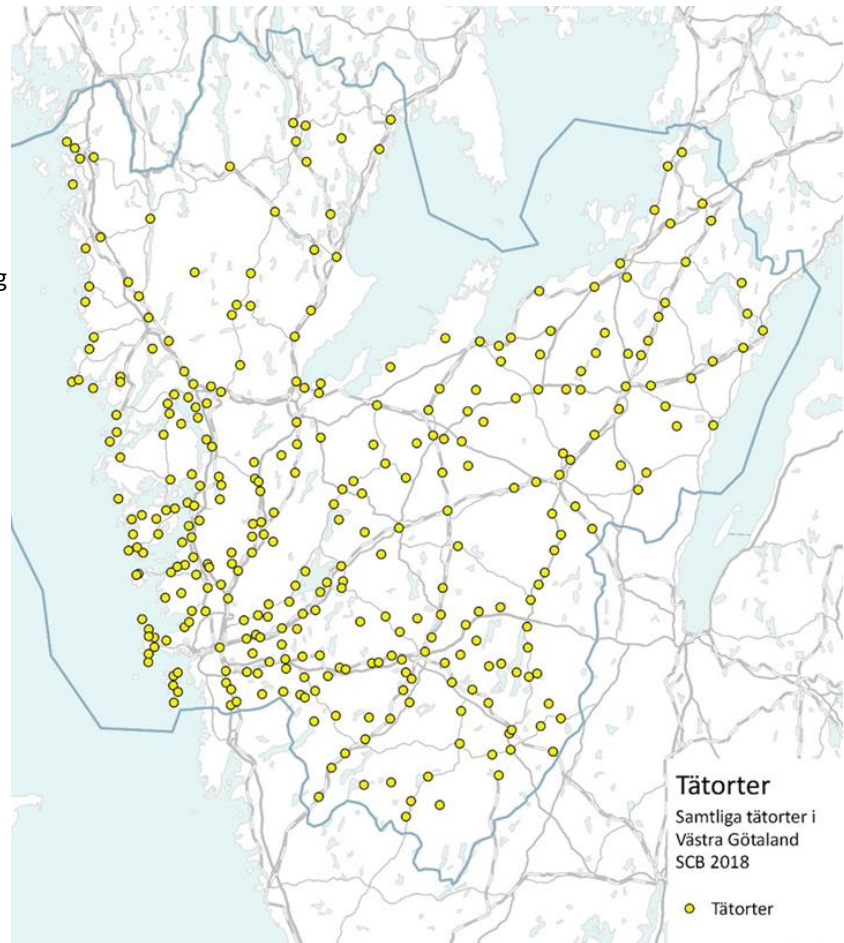 g
Tätorter
Samtliga tätorter i
Västra Götaland
SCB 2018
Tätorter